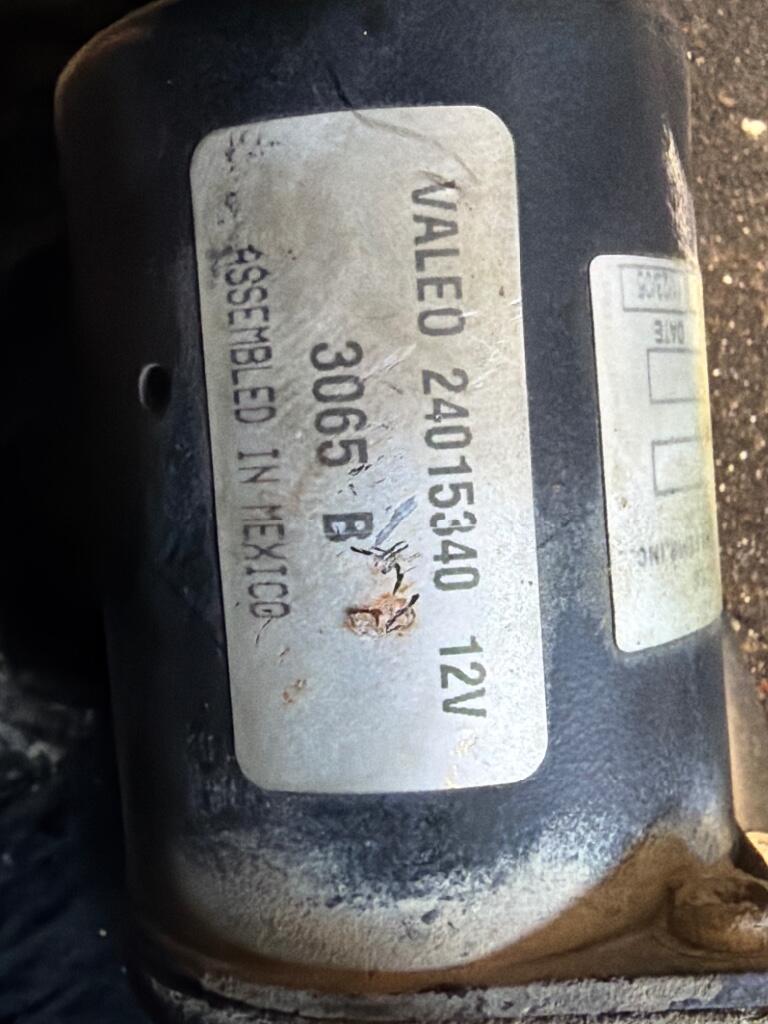 VALEO 24015340 12V
3065 B
ASSEMBLED IN MEXICO
DATE